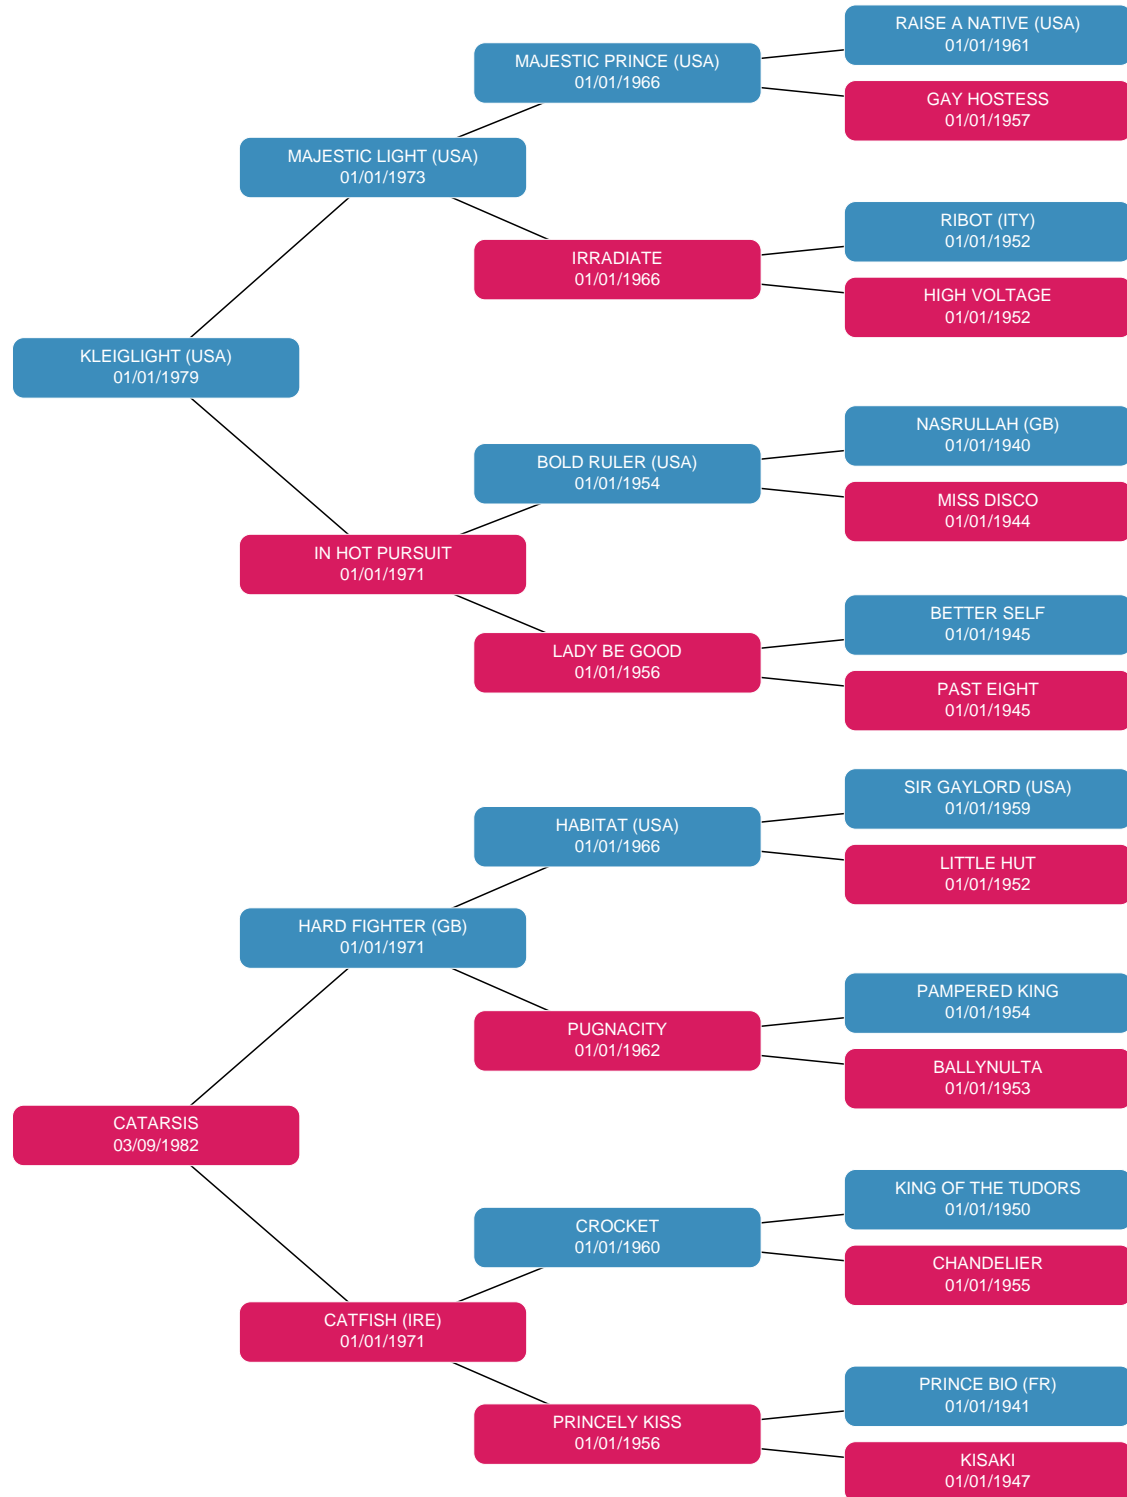 RAISE A NATIVE (USA)
01/01/1961
MAJESTIC PRINCE (USA)
01/01/1966
GAY HOSTESS
01/01/1957
MAJESTIC LIGHT (USA)
01/01/1973
RIBOT (ITY)
01/01/1952
IRRADIATE
01/01/1966
HIGH VOLTAGE
01/01/1952
KLEIGLIGHT (USA)
01/01/1979
NASRULLAH (GB)
01/01/1940
BOLD RULER (USA)
01/01/1954
MISS DISCO
01/01/1944
IN HOT PURSUIT
01/01/1971
BETTER SELF
01/01/1945
LADY BE GOOD
01/01/1956
PAST EIGHT
01/01/1945
SIR GAYLORD (USA)
01/01/1959
HABITAT (USA)
01/01/1966
LITTLE HUT
01/01/1952
HARD FIGHTER (GB)
01/01/1971
PAMPERED KING
01/01/1954
PUGNACITY
01/01/1962
BALLYNULTA
01/01/1953
CATARSIS
03/09/1982
KING OF THE TUDORS
01/01/1950
CROCKET
01/01/1960
CHANDELIER
01/01/1955
CATFISH (IRE)
01/01/1971
PRINCE BIO (FR)
01/01/1941
PRINCELY KISS
01/01/1956
KISAKI
01/01/1947